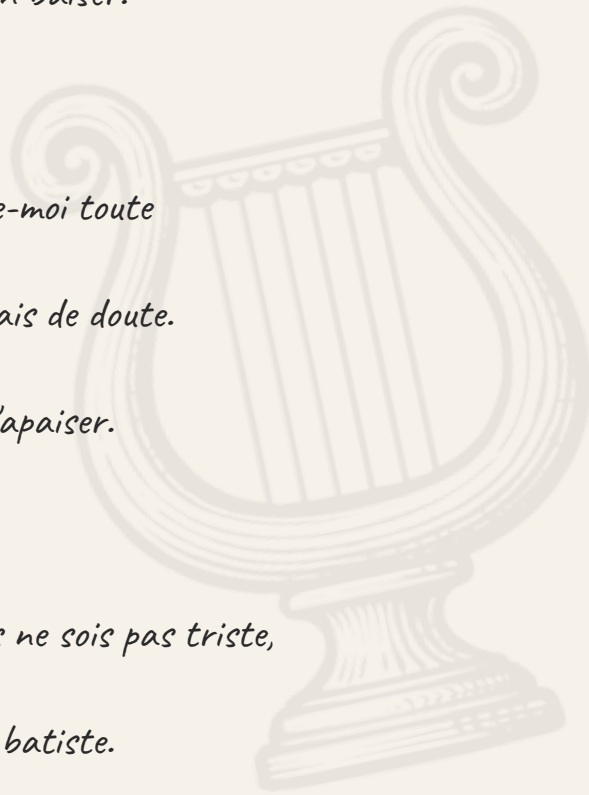 n baiser.
e-moi toute
ais de doute.
'apaiser.
s ne sois pas triste,
batiste.